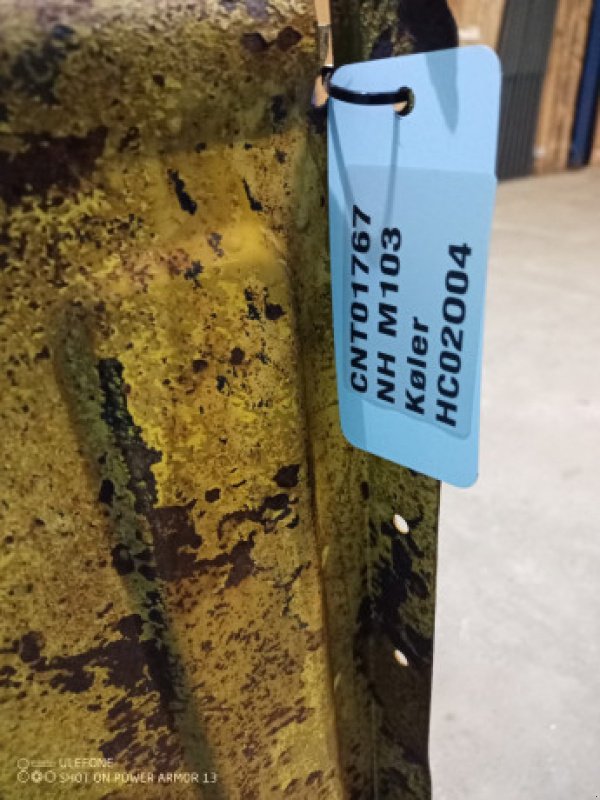 CNT01767
NH M103
Køler
HC02004
ULEFONE
SHOT ON POWER ARMOR 13